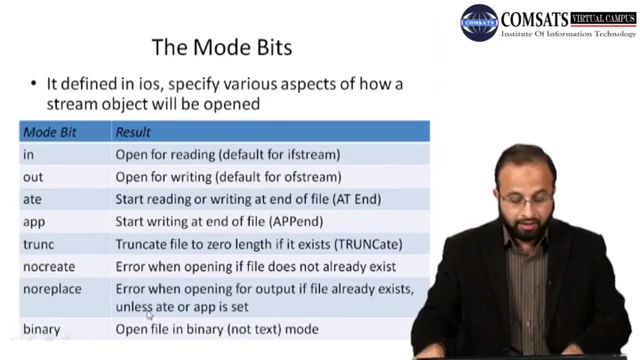 COMSATS VIRTUAL CAMPUS
Institute Of Information Technology
The Mode Bits
• It defined in ios, specify various aspects of how a
stream object will be opened
Mode Bit Result
in Open for reading (default for ifstream)
out Open for writing (default for ofstream)
ate Start reading or writing at end of file (AT End)
app Start writing at end of file (APPend)
trunc Truncate file to zero length if it exists (TRUNCate)
nocreate Error when opening if file does not already exist
noreplace Error when opening for output if file already exists,
unless ate or app is set
binary Open file in binary (not text) mode